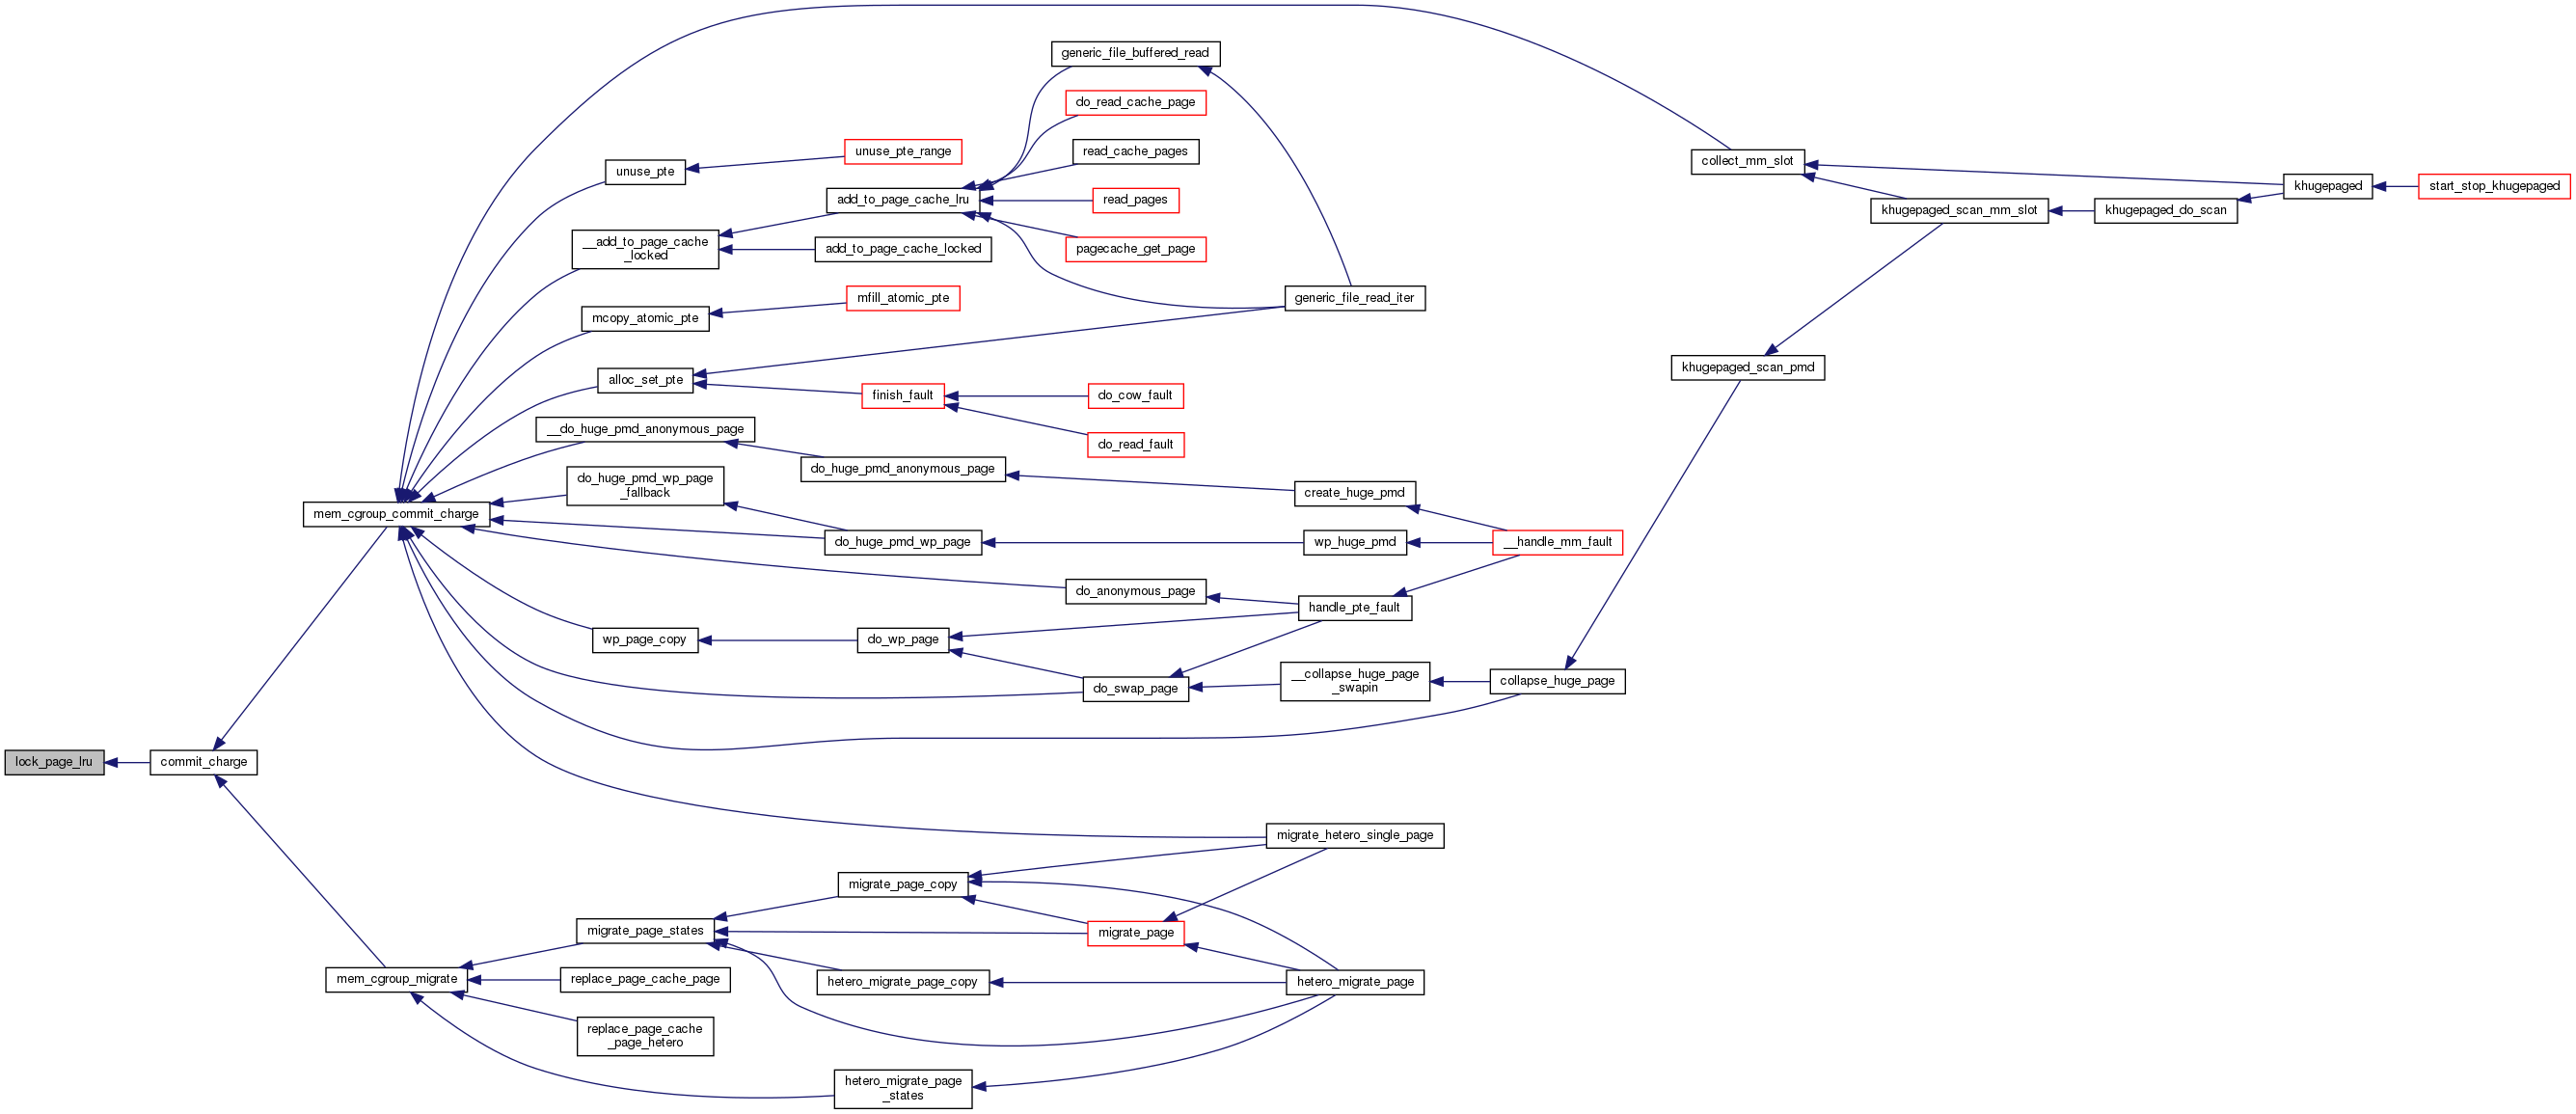 generic_file_buffered_read
do_read_cache_page
unuse_pte_range
read_cache_pages
collect_mm_slot
unuse_pte
khugepaged
start_stop_khugepaged
add_to_page_cache_lru
read_pages
khugepaged_scan_mm_slot
khugepaged_do_scan
__add_to_page_cache
_locked
add_to_page_cache_locked
pagecache_get_page
mfill_atomic_pte
generic_file_read_iter
mcopy_atomic_pte
khugepaged_scan_pmd
alloc_set_pte
finish_fault
do_cow_fault
__do_huge_pmd_anonymous_page
do_read_fault
do_huge_pmd_anonymous_page
do_huge_pmd_wp_page
_fallback
create_huge_pmd
mem_cgroup_commit_charge
do_huge_pmd_wp_page
wp_huge_pmd
__handle_mm_fault
do_anonymous_page
handle_pte_fault
wp_page_copy
do_wp_page
do_swap_page
__collapse_huge_page
_swapin
collapse_huge_page
lock_page_lru
commit_charge
migrate_hetero_single_page
migrate_page_copy
migrate_page_states
migrate_page
mem_cgroup_migrate
replace_page_cache_page
hetero_migrate_page_copy
hetero_migrate_page
replace_page_cache
_page_hetero
hetero_migrate_page
_states